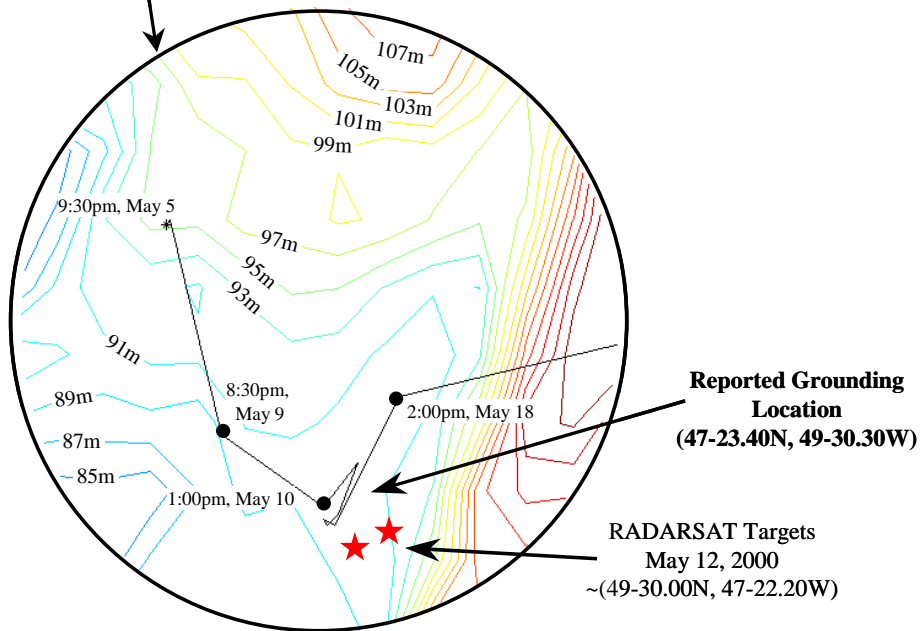 107m
105m
103m
101m
99m
9:30pm, May 5
97m
95m
93m
91m
89m
8:30pm,
May 9
2:00pm, May 18
87m
85m
1:00pm, May 10
Reported Grounding
Location
(47-23.40N, 49-30.30W)
RADARSAT Targets
May 12, 2000
~(49-30.00N, 47-22.20W)